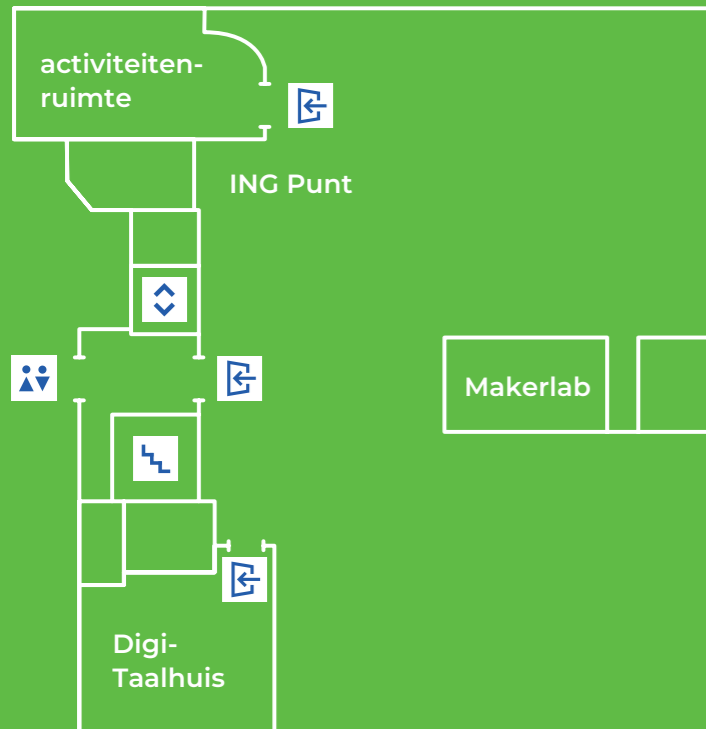 activiteiten-
ruimte
ING Punt
Makerlab
Digi-
Taalhuis